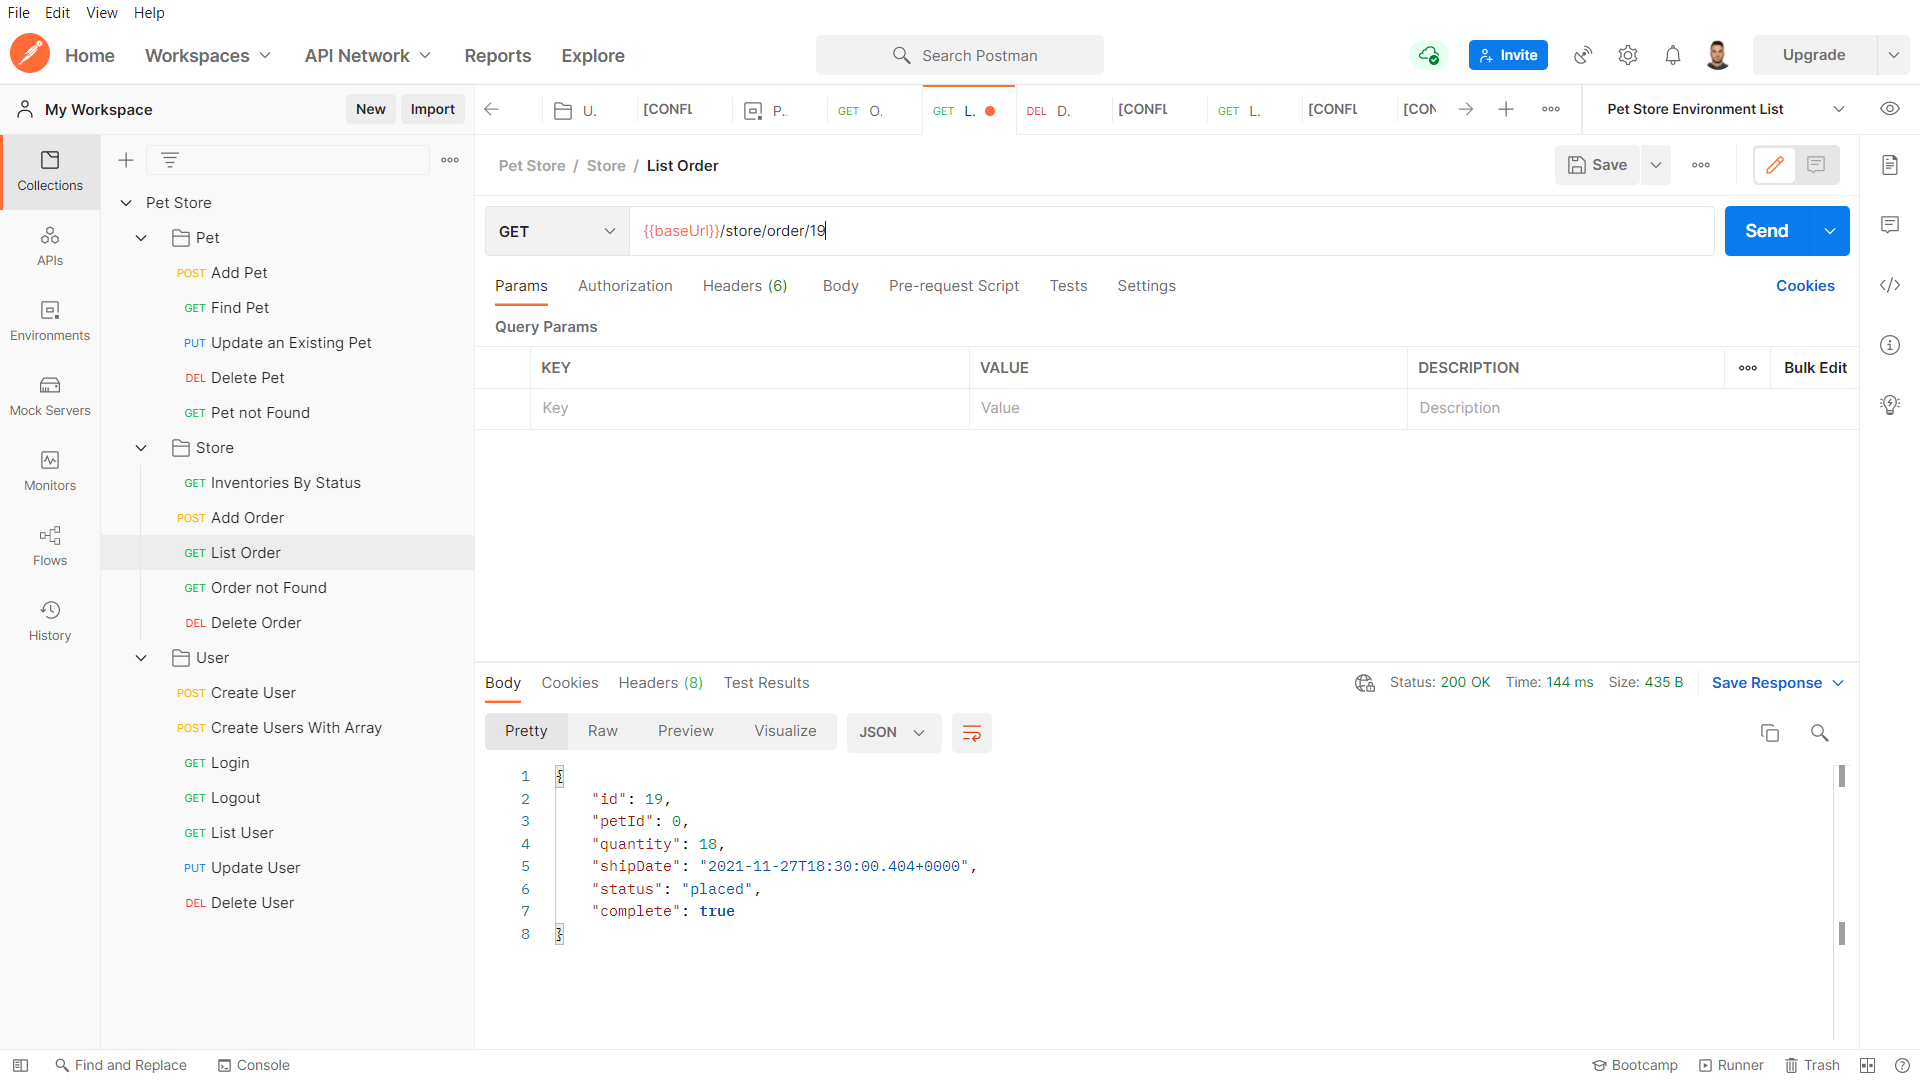 File Edit View Help
Home Workspaces API Network Reports Explore Search Postman Invite Upgrade
My Workspace New Import
U. [CONFL P.. GET O. GET L. DEL D. [CONFL GET L. [CONFL [CON Pet Store Environment List
Collections
APIs
Environments
Mock Servers
Monitors
Flows
History
Pet Store
Pet
POST Add Pet
GET Find Pet
PUT Update an Existing Pet
DEL Delete Pet
GET Pet not Found
Store
GET Inventories By Status
POST Add Order
GET List Order
GET Order not Found
DEL Delete Order
User
POST Create User
POST Create Users With Array
GET Login
GET Logout
GET List User
PUT Update User
DEL Delete User
Pet Store / Store / List Order Save
GET {{baseUrl}}/store/order/19 Send
Params Authorization Headers (6) Body Pre-request Script Tests Settings Cookies
Query Params
KEY VALUE DESCRIPTION Bulk Edit
Key Value Description
Body Cookies Headers (8) Test Results Status: 200 OK Time: 144 ms Size: 435 B Save Response
Pretty Raw Preview Visualize JSON
1 {
2 "id": 19,
3 "petId": 0,
4 "quantity": 18,
5 "shipDate": "2021-11-27T18:30:00.404+0000",
6 "status": "placed",
7 "complete": true
8 }
Find and Replace Console Bootcamp Runner Trash